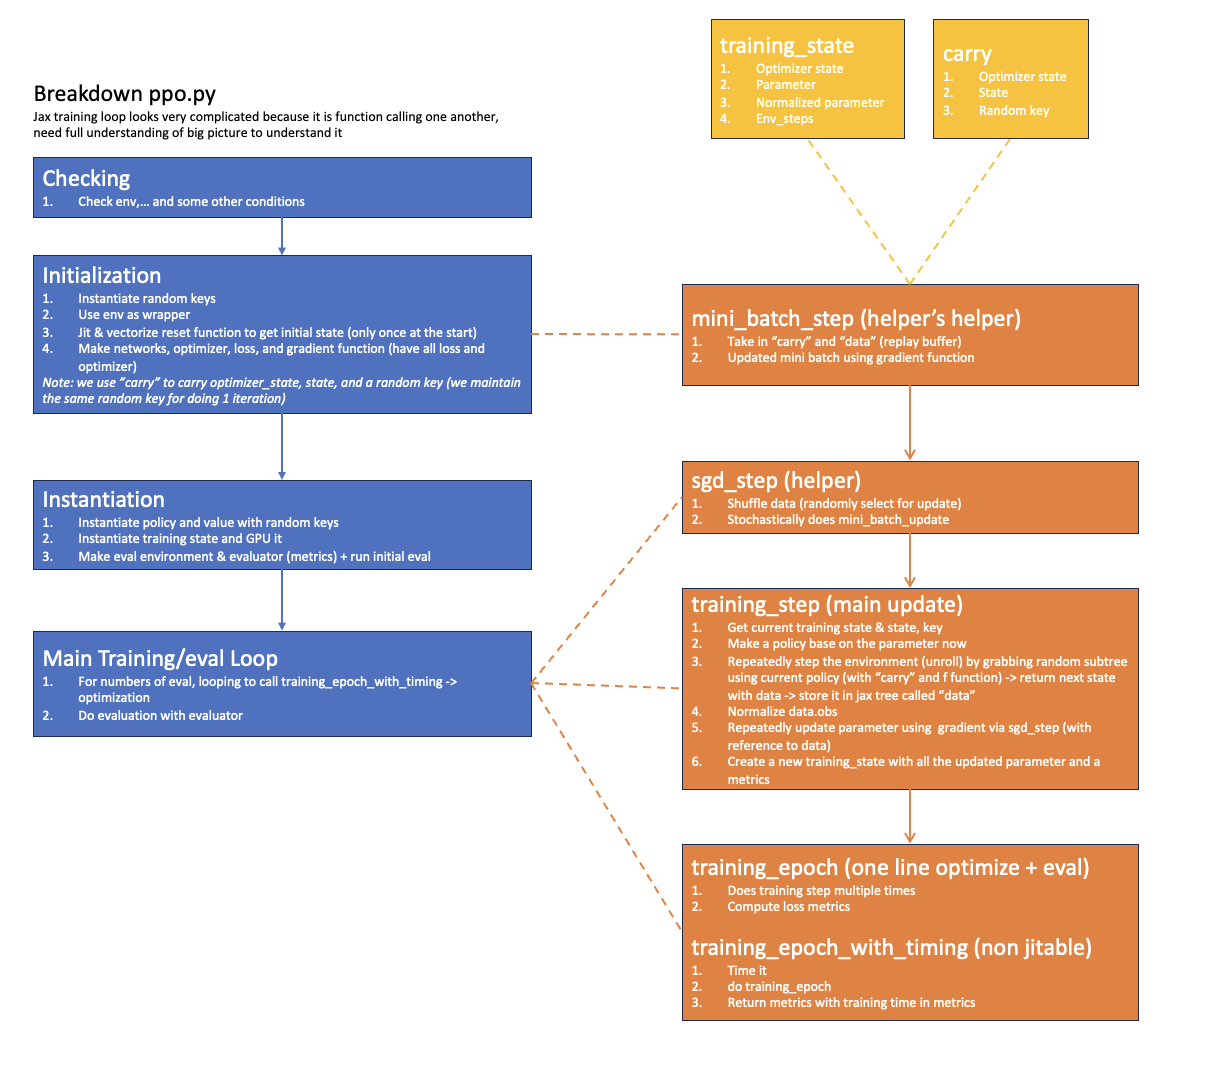 Breakdown ppo.py
Jax training loop looks very complicated because it is function calling one another,
need full understanding of big picture to understand it
Checking
1. Check env,... and some other conditions
Initialization
1. Instantiate random keys
2. Use env as wrapper
3. Jit & vectorize reset function to get initial state (only once at the start)
4. Make networks, optimizer, loss, and gradient function (have all loss and
optimizer)
Note: we use ”carry” to carry optimizer_state, state, and a random key (we maintain
the same random key for doing 1 iteration)
Instantiation
1. Instantiate policy and value with random keys
2. Instantiate training state and GPU it
3. Make eval environment & evaluator (metrics) + run initial eval
Main Training/eval Loop
1. For numbers of eval, looping to call training_epoch_with_timing ->
optimization
2. Do evaluation with evaluator
training_state
1. Optimizer state
2. Parameter
3. Normalized parameter
4. Env_steps
carry
1. Optimizer state
2. State
3. Random key
mini_batch_step (helper’s helper)
1. Take in “carry” and “data” (replay buffer)
2. Updated mini batch using gradient function
sgd_step (helper)
1. Shuffle data (randomly select for update)
2. Stochastically does mini_batch_update
training_step (main update)
1. Get current training state & state, key
2. Make a policy base on the parameter now
3. Repeatedly step the environment (unroll) by grabbing random subtree
using current policy (with “carry” and f function) -> return next state
with data -> store it in jax tree called “data”
4. Normalize data.obs
5. Repeatedly update parameter using gradient via sgd_step (with
reference to data)
6. Create a new training_state with all the updated parameter and a
metrics
training_epoch (one line optimize + eval)
1. Does training step multiple times
2. Compute loss metrics
training_epoch_with_timing (non jitable)
1. Time it
2. do training_epoch
3. Return metrics with training time in metrics